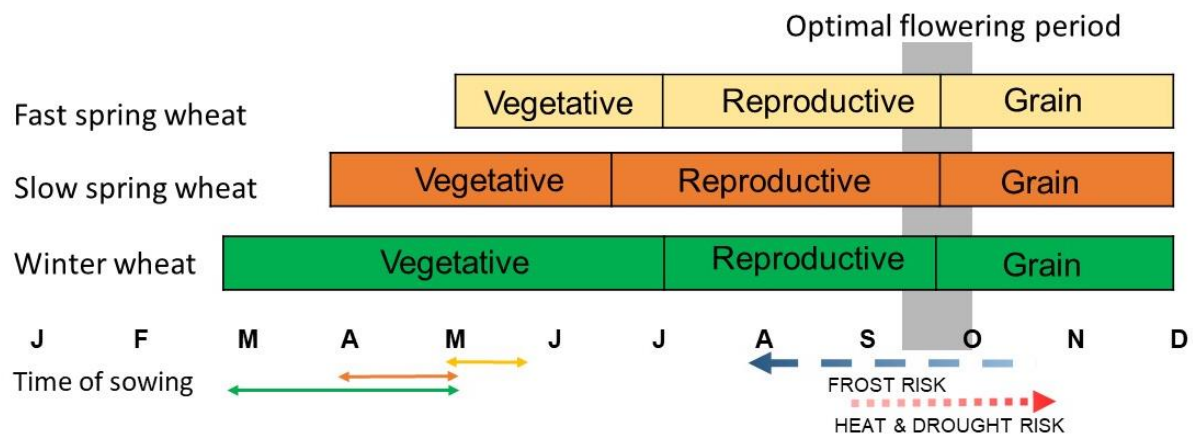 Optimal flowering period
Fast spring wheat Vegetative Reproductive Grain
Slow spring wheat Vegetative Reproductive Grain
Winter wheat Vegetative Reproductive Grain
J F M A M J J A S O N D
Time of sowing
FROST RISK
HEAT & DROUGHT RISK